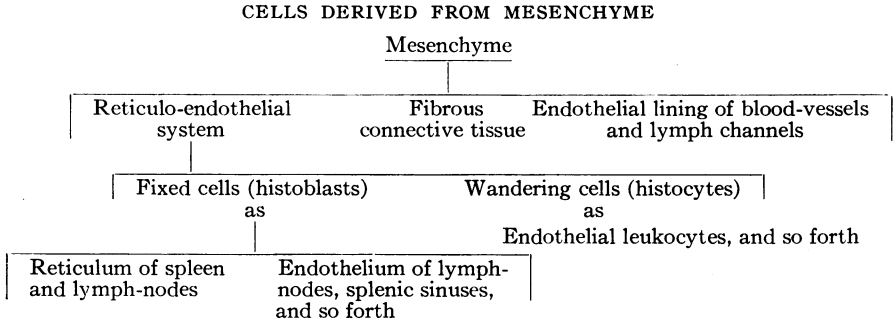 CELLS DERIVED FROM MESENCHYME
Mesenchyme
Reticulo-endothelial
system
Fibrous
connective tissue
Endothelial lining of blood-vessels
and lymph channels
Fixed cells (histoblasts)
as
Wandering cells (histocytes)
as
Endothelial leukocytes, and so forth
Reticulum of spleen
and lymph-nodes
Endothelium of lymph-
nodes, splenic sinuses,
and so forth